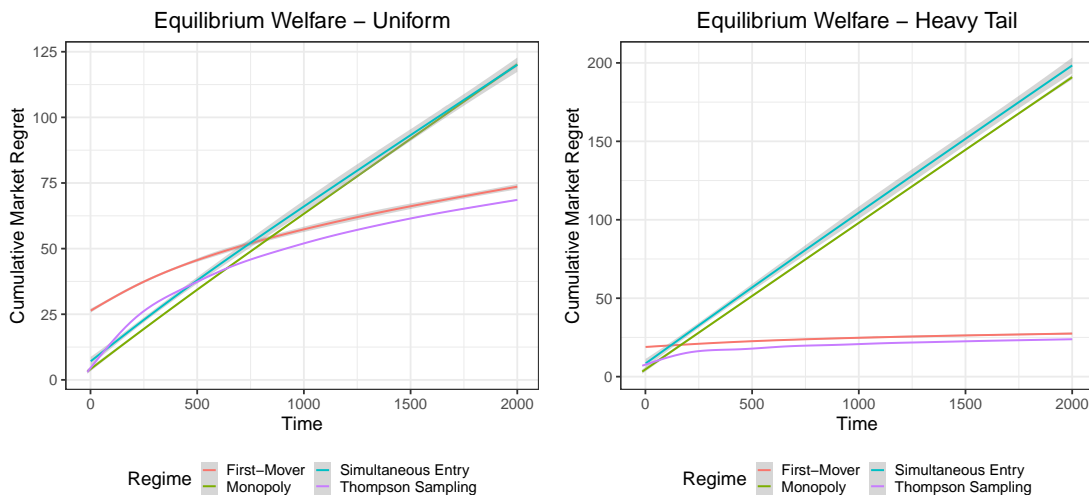 Equilibrium Welfare – Uniform
Cumulative Market Regret
125
100
75
50
25
0
0 500 1000 1500 2000
Time
Regime
First−Mover
Simultaneous Entry
Monopoly
Thompson Sampling
Equilibrium Welfare – Heavy Tail
Cumulative Market Regret
200
150
100
50
0
0 500 1000 1500 2000
Time
Regime
First−Mover
Simultaneous Entry
Monopoly
Thompson Sampling